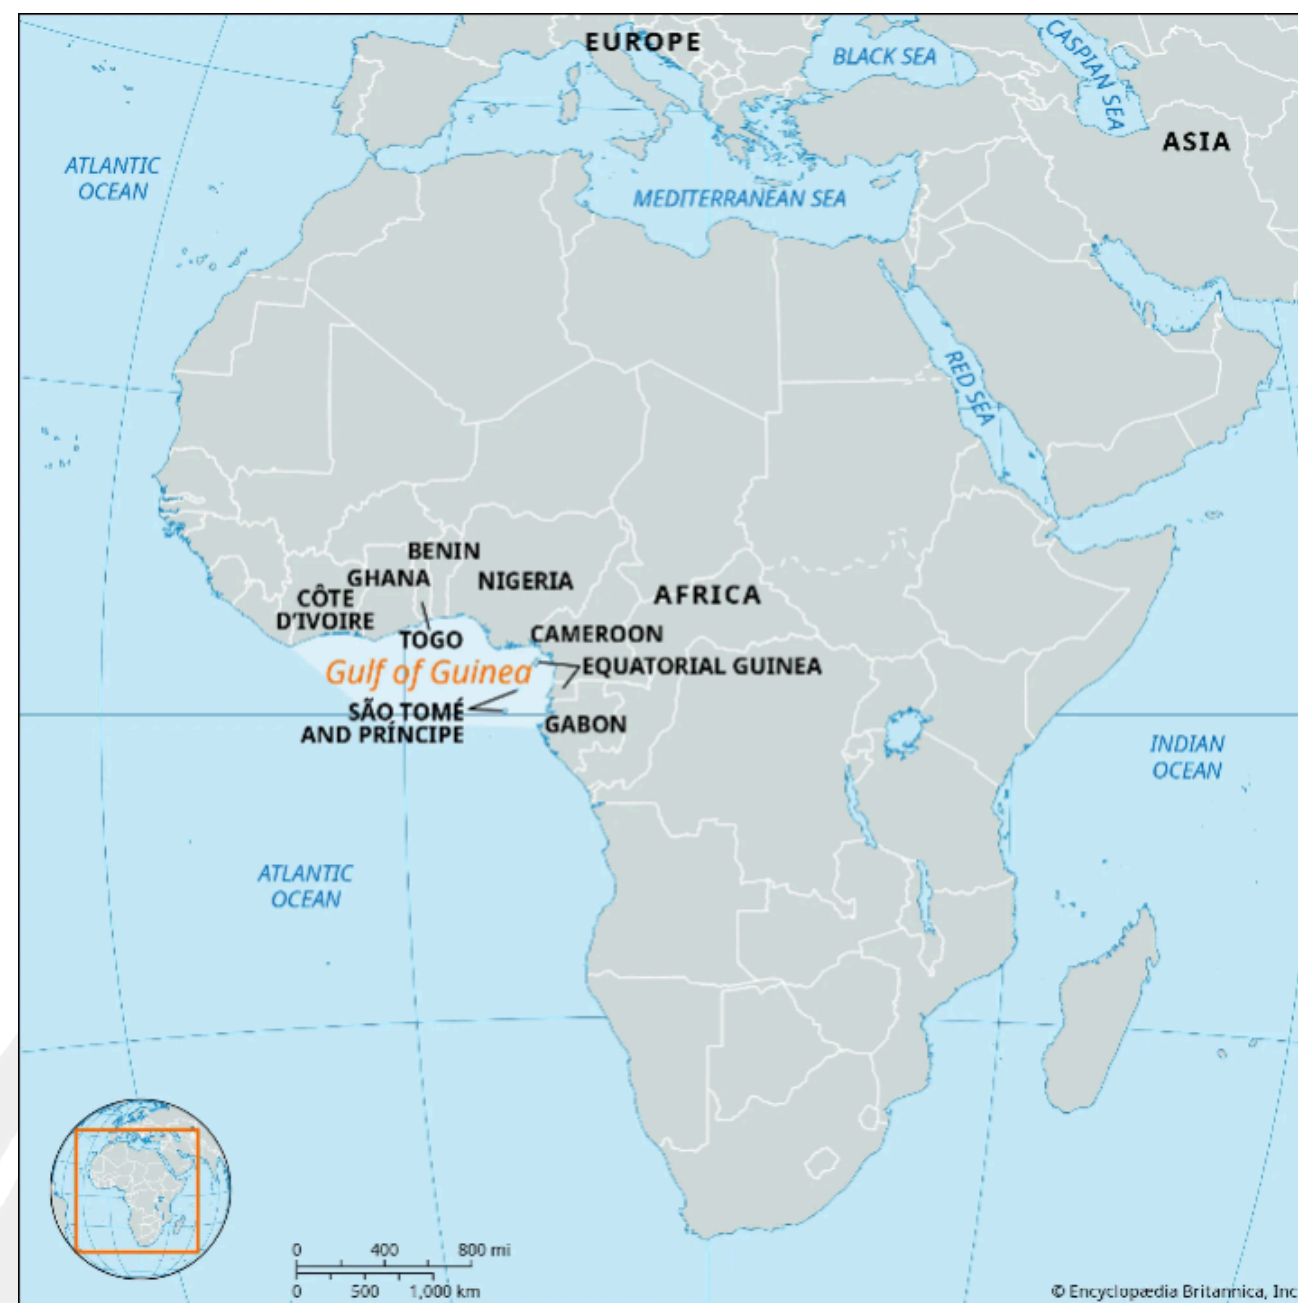 EUROPE
BLACK SEA
CASPIAN SEA
ASIA
ATLANTIC
OCEAN
MEDITERRANEAN SEA
RED SEA
BENIN
GHANA
NIGERIA
CÔTE
D'IVOIRE
AFRICA
TOGO
CAMEROON
Gulf of Guinea
EQUATORIAL GUINEA
SÃO TOMÉ
AND PRÍNCIPE
GABON
INDIAN
OCEAN
ATLANTIC
OCEAN
0 400 800 mi
0 500 1,000 km
© Encyclopædia Britannica, Inc